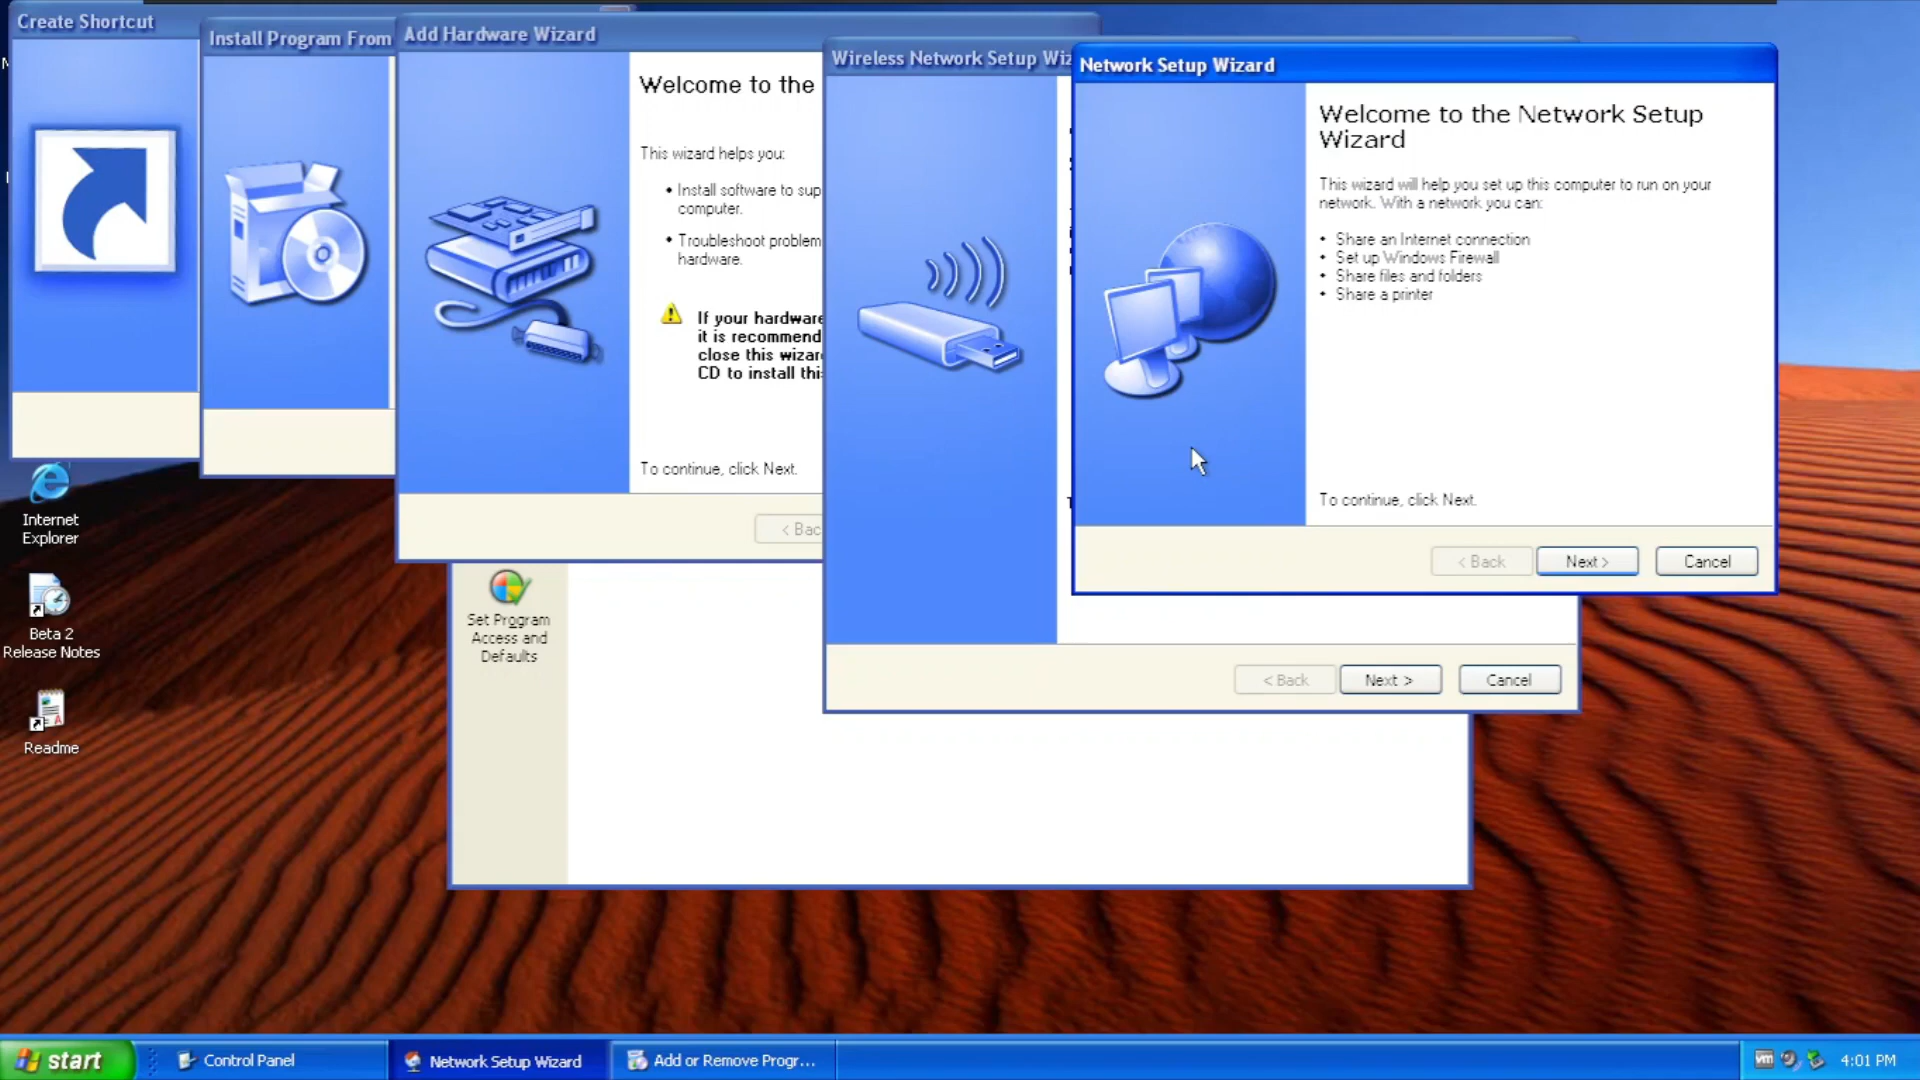 Create Shortcut
Install Program From
Add Hardware Wizard
Welcome to the
This wizard helps you:
• Install software to sup
computer.
• Troubleshoot problem
hardware.
If your hardware
it is recommend
close this wizar
CD to install thi
To continue, click Next.
< Bac
Wireless Network Setup Wiz
< Back
Next >
Cancel
Network Setup Wizard
Welcome to the Network Setup
Wizard
This wizard will help you set up this computer to run on your
network. With a network you can:
• Share an Internet connection
• Set up Windows Firewall
• Share files and folders
• Share a printer
To continue, click Next.
< Back
Next >
Cancel
Set Program
Access and
Defaults
Internet
Explorer
Beta 2
Release Notes
Readme
start
Control Panel
Network Setup Wizard
Add or Remove Progr...
vm
4:01 PM